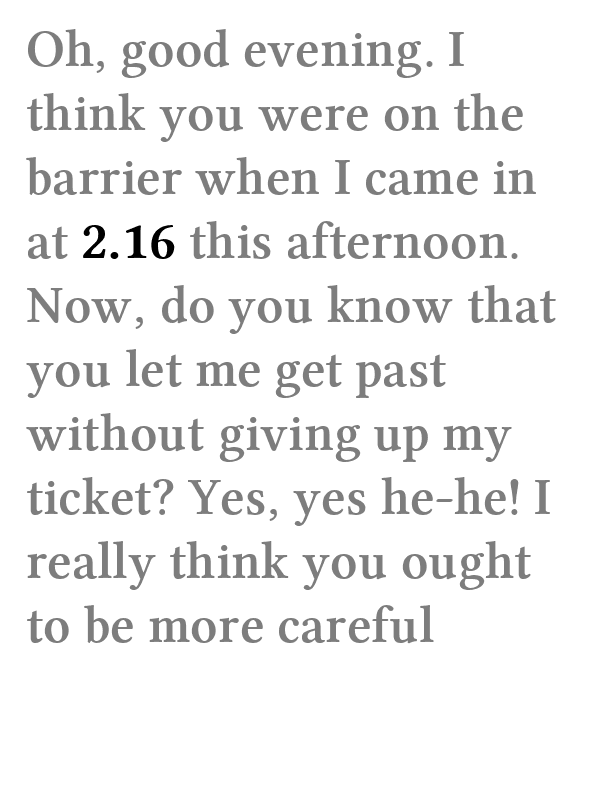 Oh, good evening. I
think you were on the
barrier when I came in
at 2.16 this afternoon.
Now, do you know that
you let me get past
without giving up my
ticket? Yes, yes he-he! I
really think you ought
to be more careful